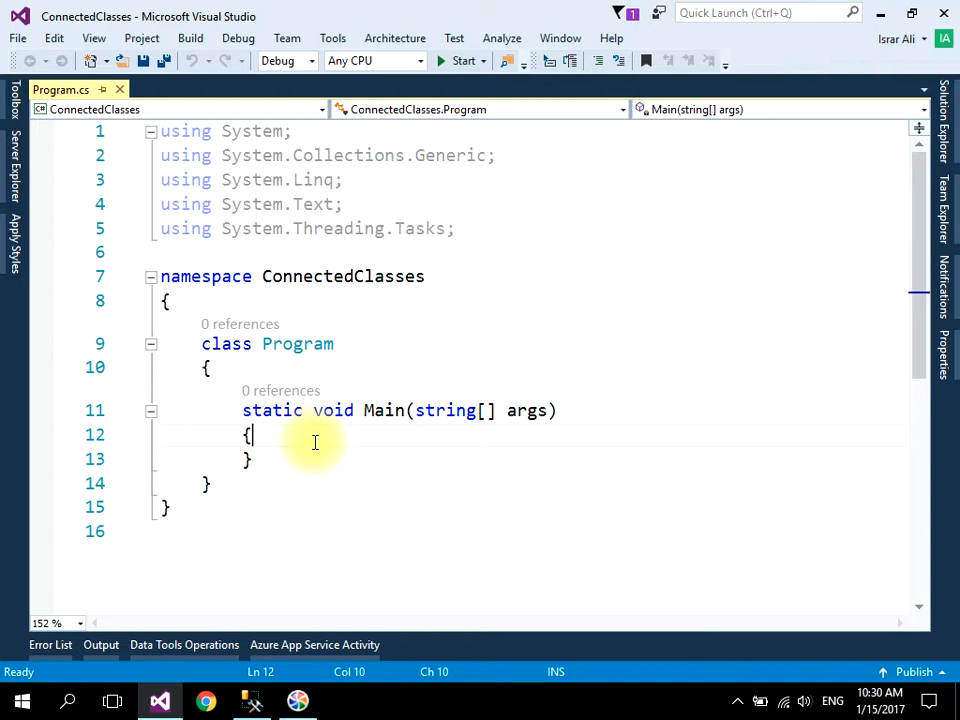 ConnectedClasses - Microsoft Visual Studio
1
Quick Launch (Ctrl+Q)
File Edit View Project Build Debug Team Tools Architecture Test Analyze Window Help
Israr Ali IA
Debug Any CPU Start
Program.cs
ConnectedClasses ConnectedClasses.Program Main(string[] args)
Toolbox
Server Explorer
Apply Styles
1 using System;
2 using System.Collections.Generic;
3 using System.Linq;
4 using System.Text;
5 using System.Threading.Tasks;
6
7 namespace ConnectedClasses
8 {
0 references
9 class Program
10 {
0 references
11 static void Main(string[] args)
12 {
13 }
14 }
15 }
16
Solution Explorer
Team Explorer
Notifications
Properties
152 %
Error List Output Data Tools Operations Azure App Service Activity
Ready Ln 12 Col 10 Ch 10 INS Publish
ENG
10:30 AM
1/15/2017